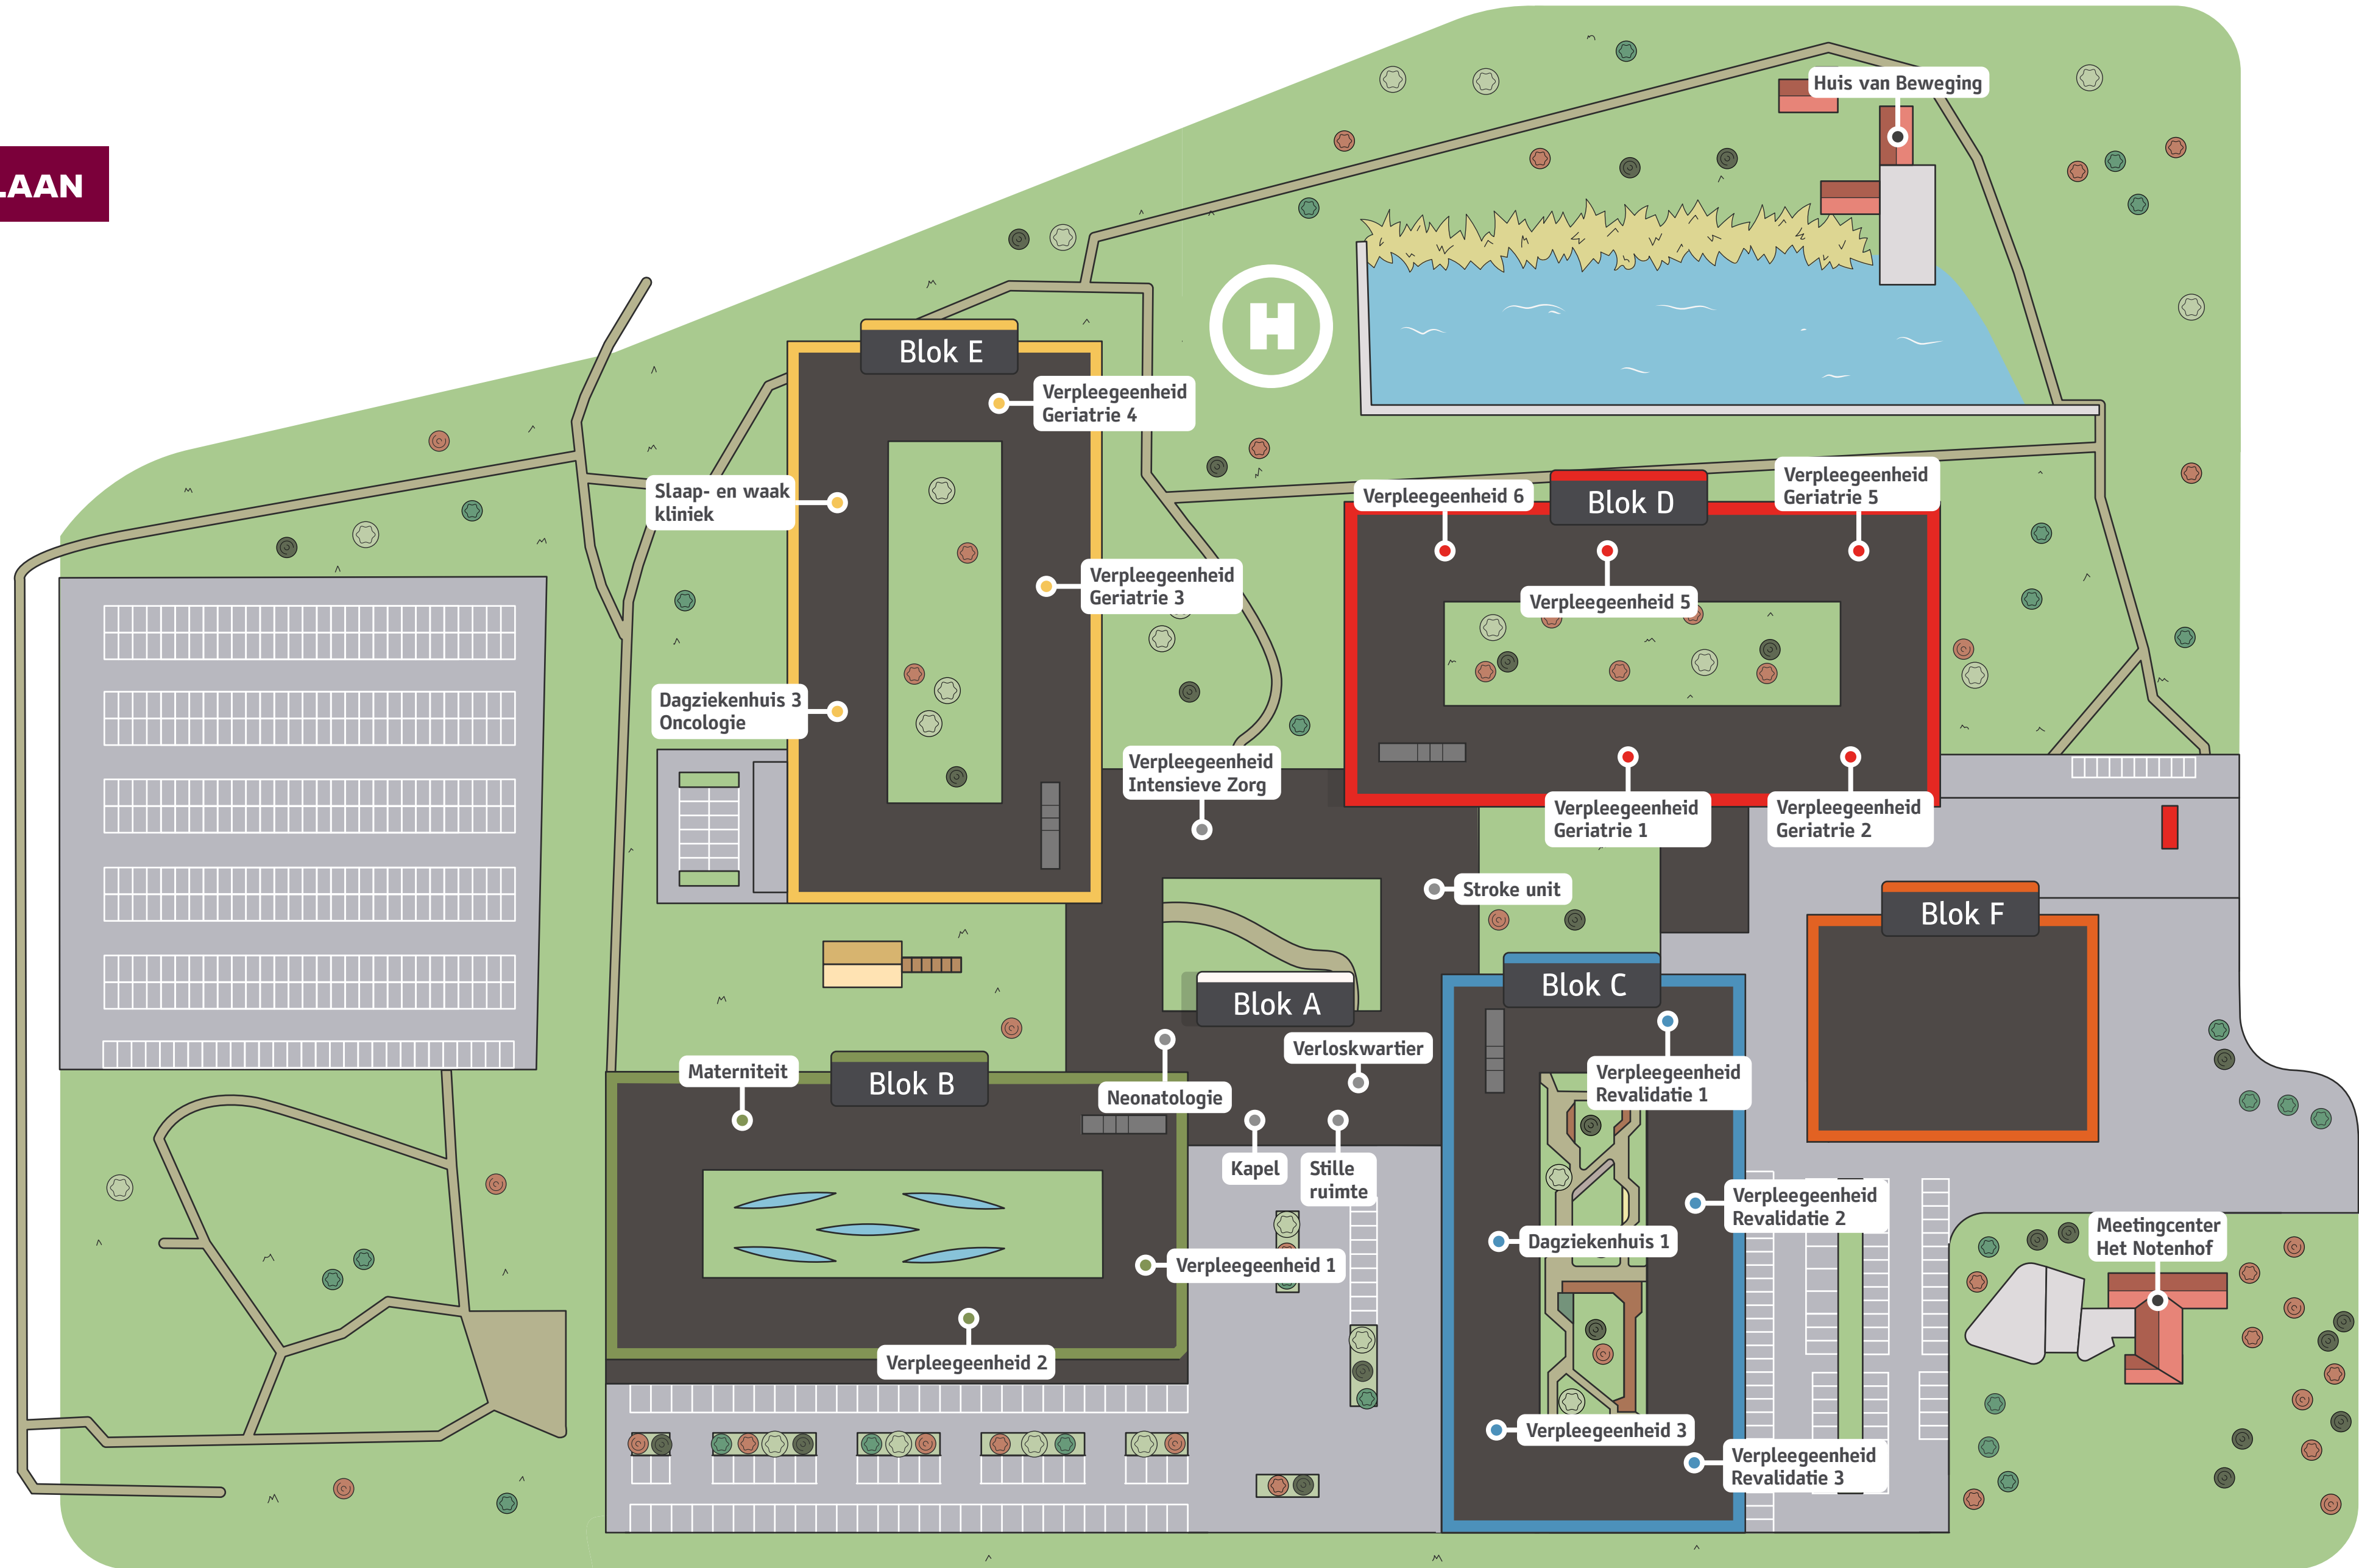 Huis van Beweging
LAAN
H
Blok E
Verpleegeenheid
Geriatrie 4
Slaap- en waak
kliniek
Verpleegeenheid 6
Blok D
Verpleegeenheid
Geriatrie 5
Verpleegeenheid
Geriatrie 3
Verpleegeenheid 5
Dagziekenhuis 3
Oncologie
Verpleegeenheid
Intensieve Zorg
Verpleegeenheid
Geriatrie 1
Verpleegeenheid
Geriatrie 2
Stroke unit
Blok F
Blok C
Blok A
Verloskwartier
Materniteit
Blok B
Neonatologie
Verpleegeenheid
Revalidatie 1
Kapel
Stille
ruimte
Verpleegeenheid
Revalidatie 2
Meetingcenter
Het Notenhof
Dagziekenhuis 1
Verpleegeenheid 1
Verpleegeenheid 2
Verpleegeenheid 3
Verpleegeenheid
Revalidatie 3